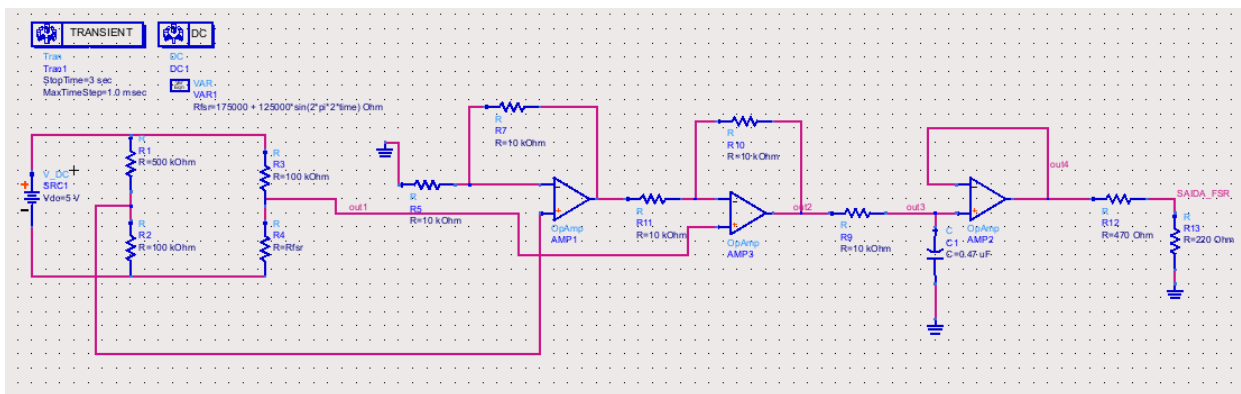 TRANSIENT
DC
Tran
Tran1
StopTime=3 sec
MaxTimeStep=1.0 msec
DC
DC1
VAR
VAR1
Rfsr=175000 + 125000*sin(2*pi*2*time) Ohm
V_DC
SRC1
Vdc=5 V
R
R1
R=500 kOhm
R
R2
R=100 kOhm
R
R3
R=100 kOhm
R
R4
R=Rfsr
out1
R
R5
R=10 kOhm
R
R7
R=10 kOhm
OpAmp
AMP1
R
R11
R=10 kOhm
R
R10
R=10 kOhm
OpAmp
AMP3
out2
R
R9
R=10 kOhm
out3
C
C1
C=0.47 uF
OpAmp
AMP2
out4
R
R12
R=470 Ohm
SAIDA_FSR
R
R13
R=220 Ohm